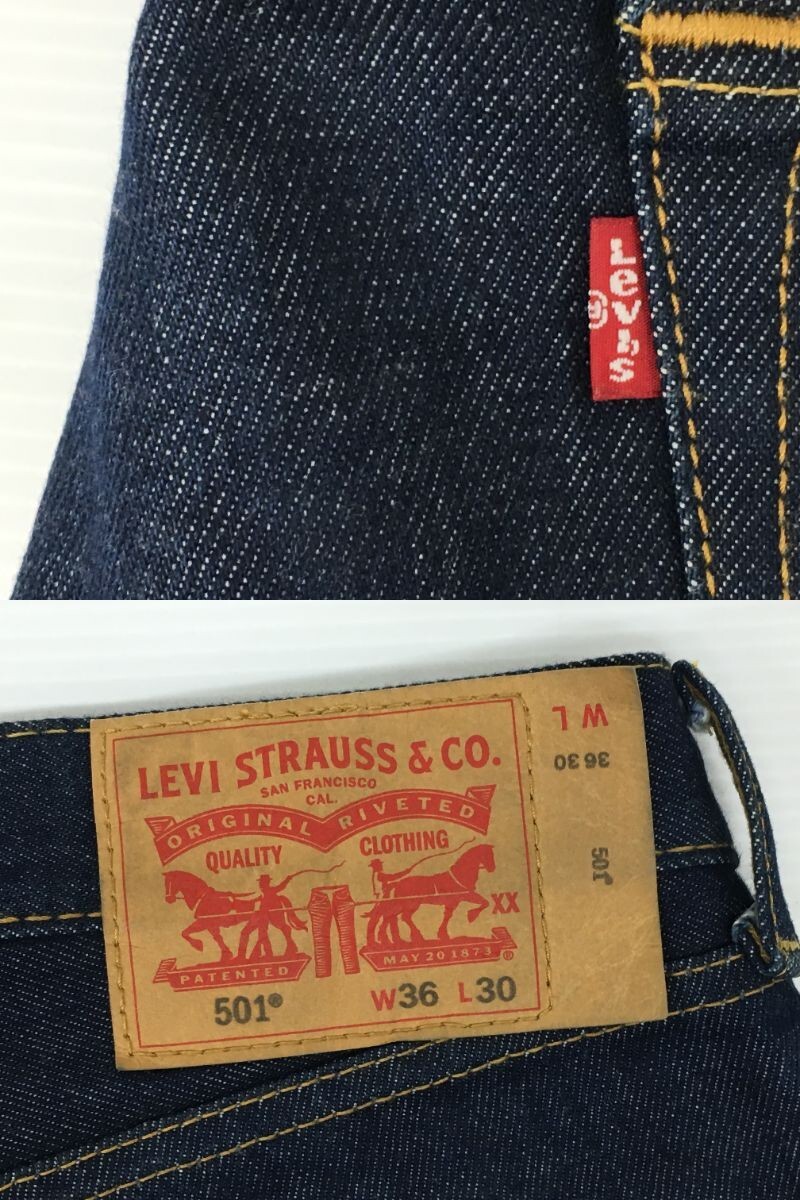 Levi's
®
LEVI STRAUSS & CO.
SAN FRANCISCO
CAL.
ORIGINAL RIVETED
QUALITY CLOTHING
XX
PATENTED
MAY 20 1873
®
501® W36 L30
W L
36 30
501®